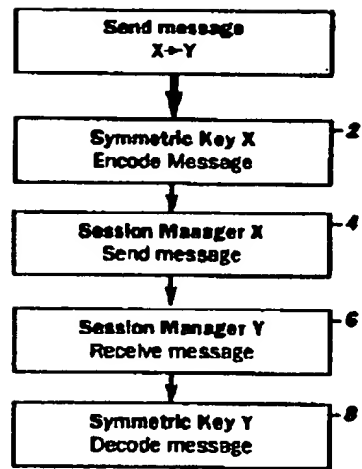 Send message
X←Y
Symmetric Key X
Encode Message
2
Session Manager X
Send message
4
Session Manager Y
Receive message
6
Symmetric Key Y
Decode message
8